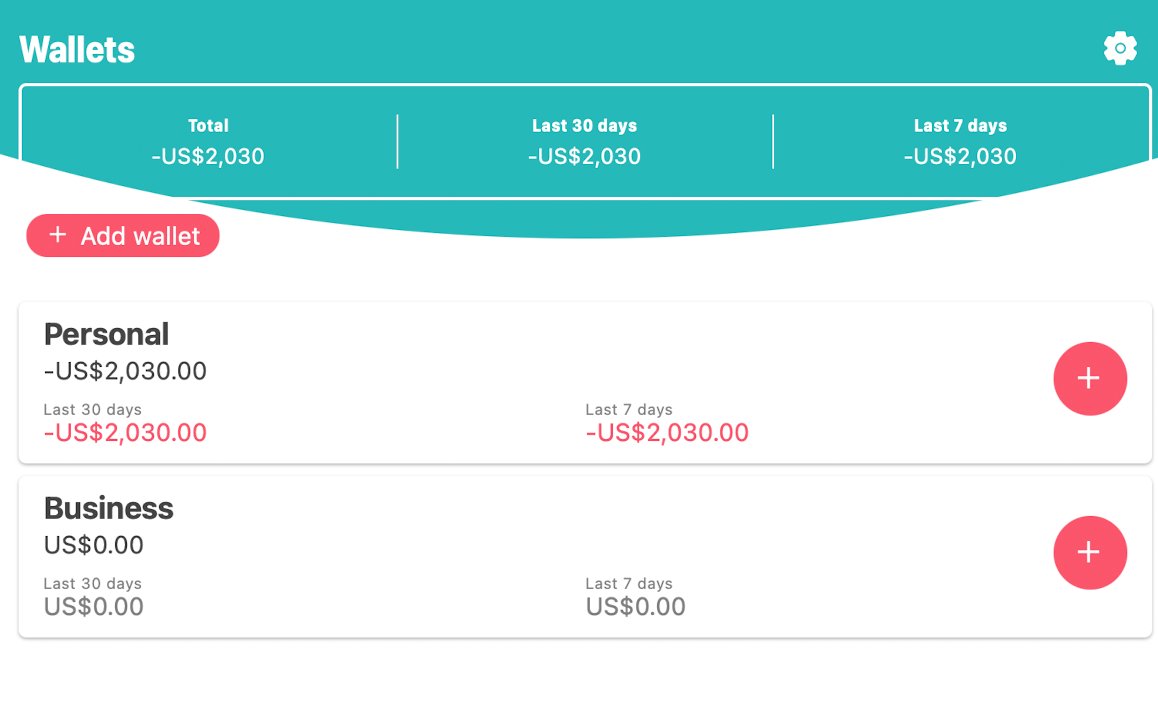 Wallets
Total Last 30 days Last 7 days
-US$2,030 -US$2,030 -US$2,030
+ Add wallet
Personal
-US$2,030.00
Last 30 days Last 7 days
-US$2,030.00 -US$2,030.00
+
Business
US$0.00
Last 30 days Last 7 days
US$0.00 US$0.00
+